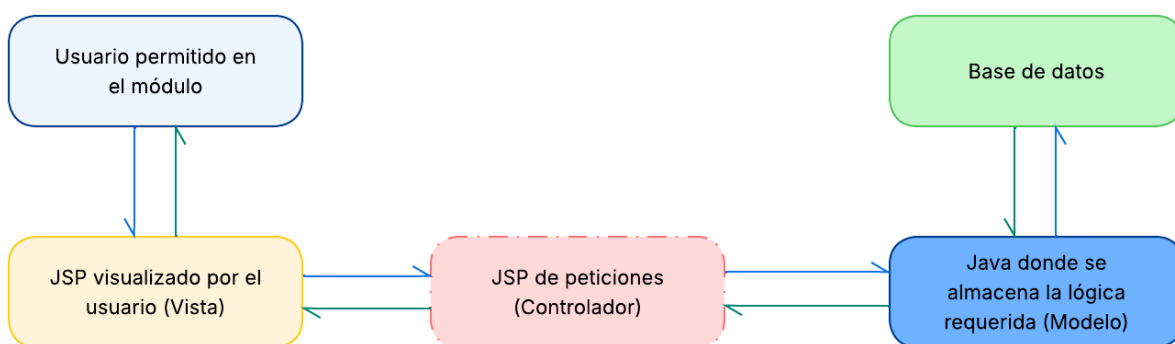 Usuario permitido en
el módulo
Base de datos
JSP visualizado por el
usuario (Vista)
JSP de peticiones
(Controlador)
Java donde se
almacena la lógica
requerida (Modelo)